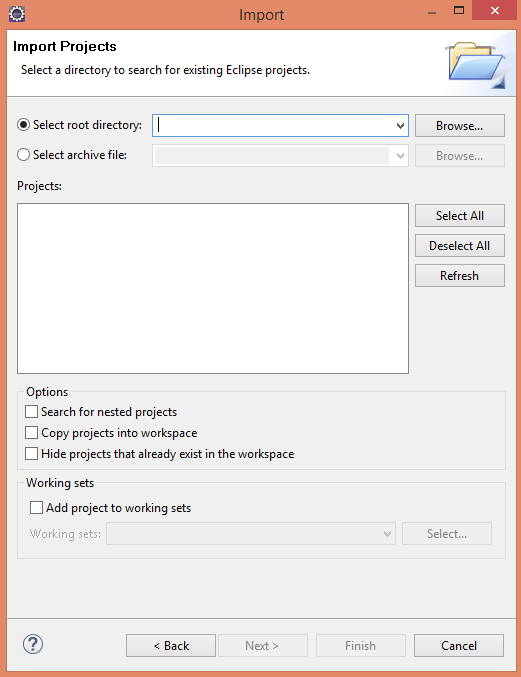 Import
Import Projects
Select a directory to search for existing Eclipse projects.
Select root directory: Browse...
Select archive file: Browse...
Projects:
Select All
Deselect All
Refresh
Options
Search for nested projects
Copy projects into workspace
Hide projects that already exist in the workspace
Working sets
Add project to working sets
Working sets: Select...
? < Back Next > Finish Cancel